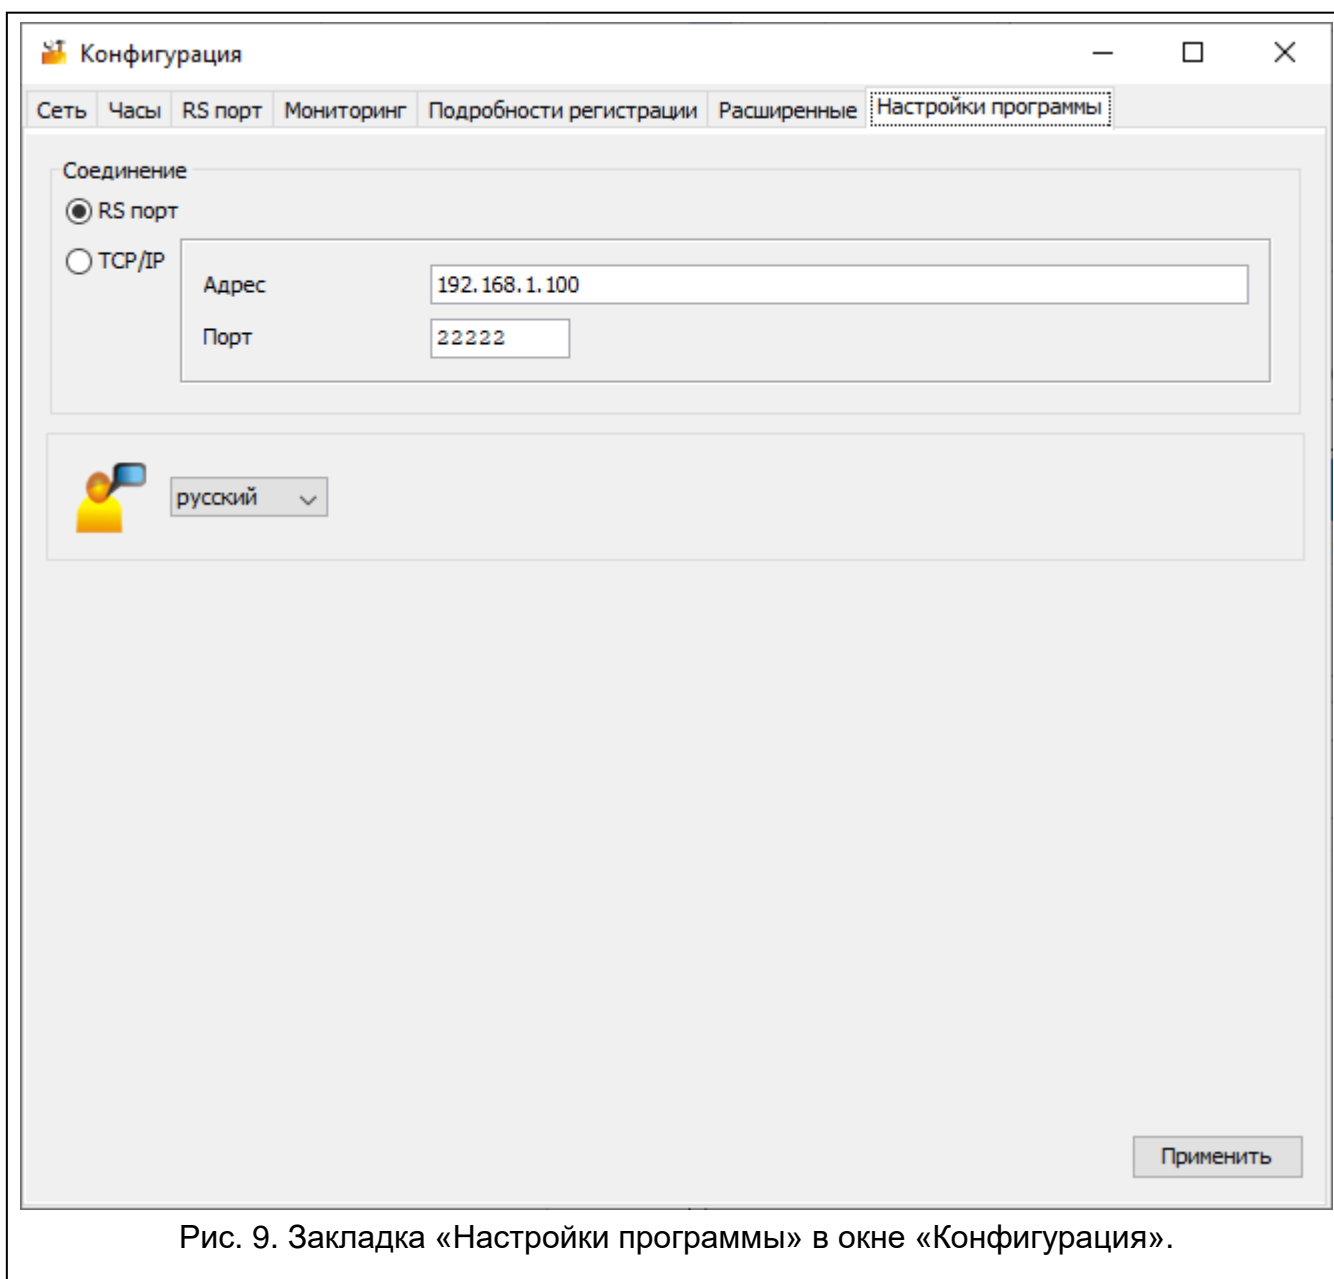 Конфигурация
Сеть Часы RS порт Мониторинг Подробности регистрации Расширенные Настройки программы
Соединение
RS порт
TCP/IP
Адрес 192.168.1.100
Порт 22222
русский
Применить
Рис. 9. Закладка «Настройки программы» в окне «Конфигурация».